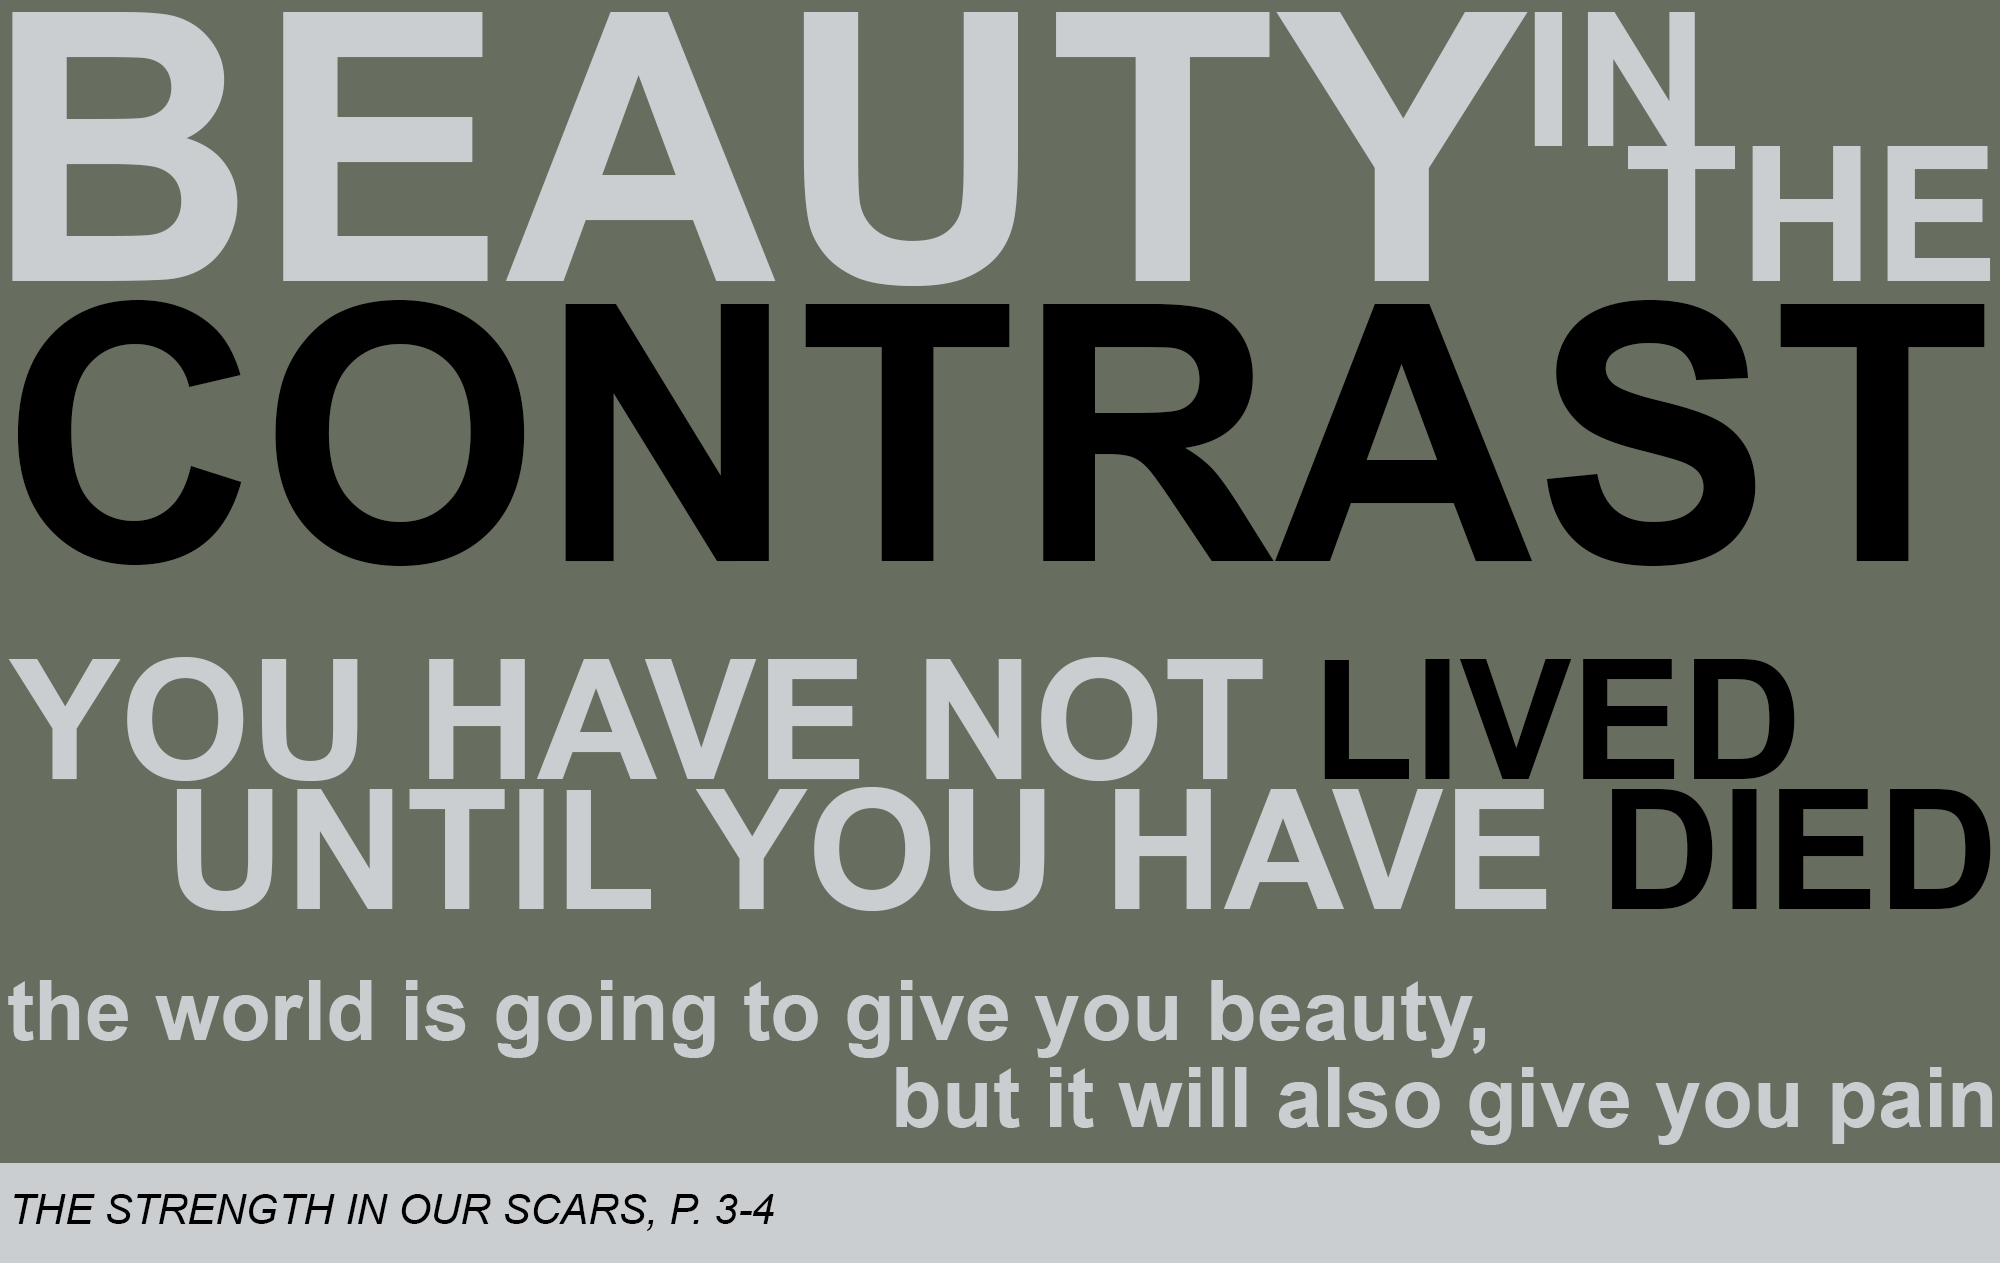 BEAUTY IN
THE
CONTRAST
YOU HAVE NOT LIVED
UNTIL YOU HAVE DIED
the world is going to give you beauty,
but it will also give you pain
THE STRENGTH IN OUR SCARS, P. 3-4